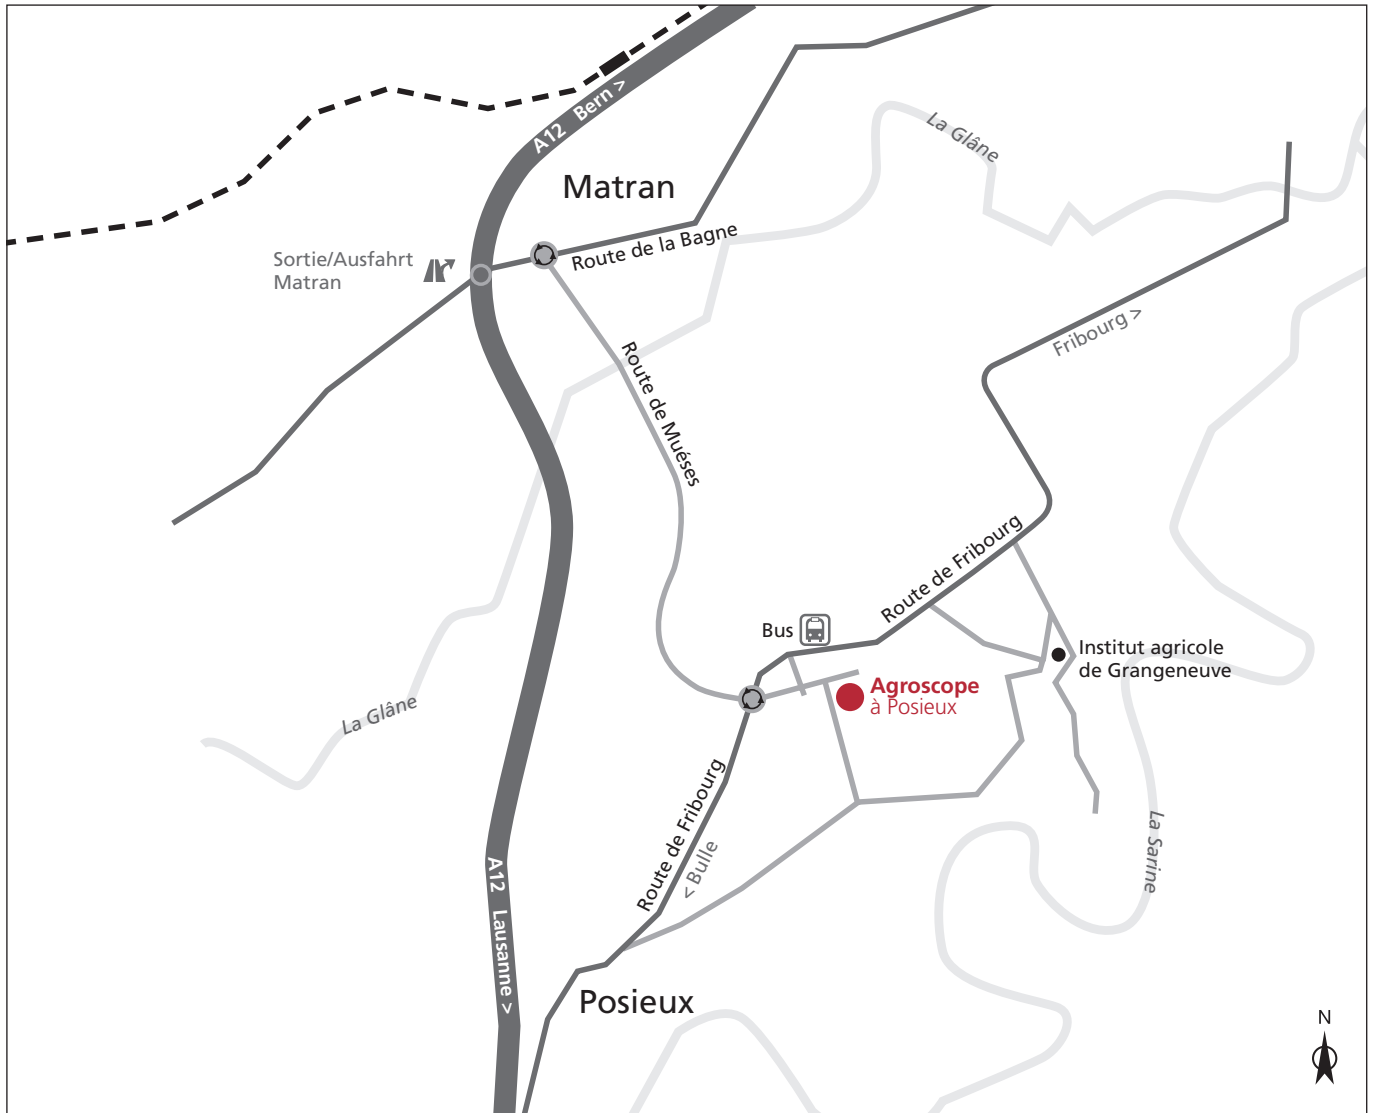 A12 Bern >
La Glâne
Matran
Route de la Bagne
Sortie/Ausfahrt
Matran
Fribourg >
Route de Muéses
Route de Fribourg
Bus
Institut agricole
de Grangeneuve
Agroscope
à Posieux
La Glâne
Route de Fribourg
< Bulle
La Sarine
A12 Lausanne >
Posieux
N